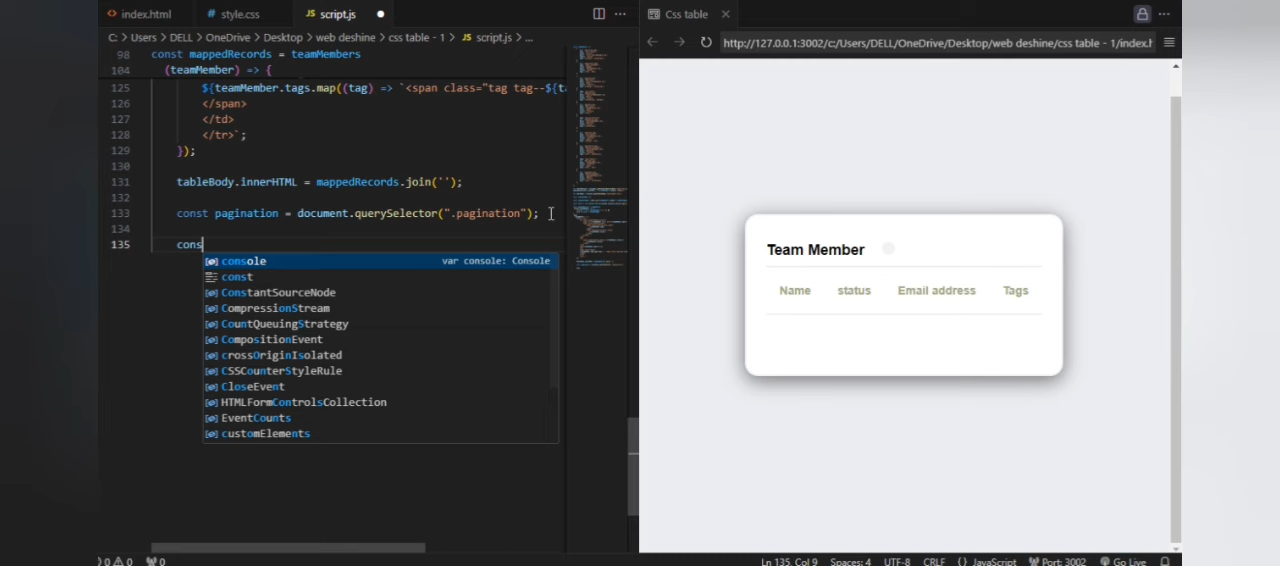 index.html
# style.css
JS script.js
C: > Users > DELL > OneDrive > Desktop > web deshine > css table - 1 > JS script.js > ...
98 const mappedRecords = teamMembers
104 (teamMember) => {
125 ${teamMember.tags.map((tag) => `<span class="tag tag--${ta
126 </span>
127 </td>
128 </tr>`;
129 });
130
131 tableBody.innerHTML = mappedRecords.join('');
132
133 const pagination = document.querySelector(".pagination");
134
135 cons
console var console: Console
const
ConstantSourceNode
CompressionStream
CountQueuingStrategy
CompositionEvent
crossOriginIsolated
CSSCounterStyleRule
CloseEvent
HTMLFormControlsCollection
EventCounts
customElements
Css table
http://127.0.0.1:3002/c:/Users/DELL/OneDrive/Desktop/web deshine/css table - 1/index.h
Team Member
Name status Email address Tags
0 0 0
Ln 135, Col 9 Spaces: 4 UTF-8 CRLF {} JavaScript Port: 3002 Go Live